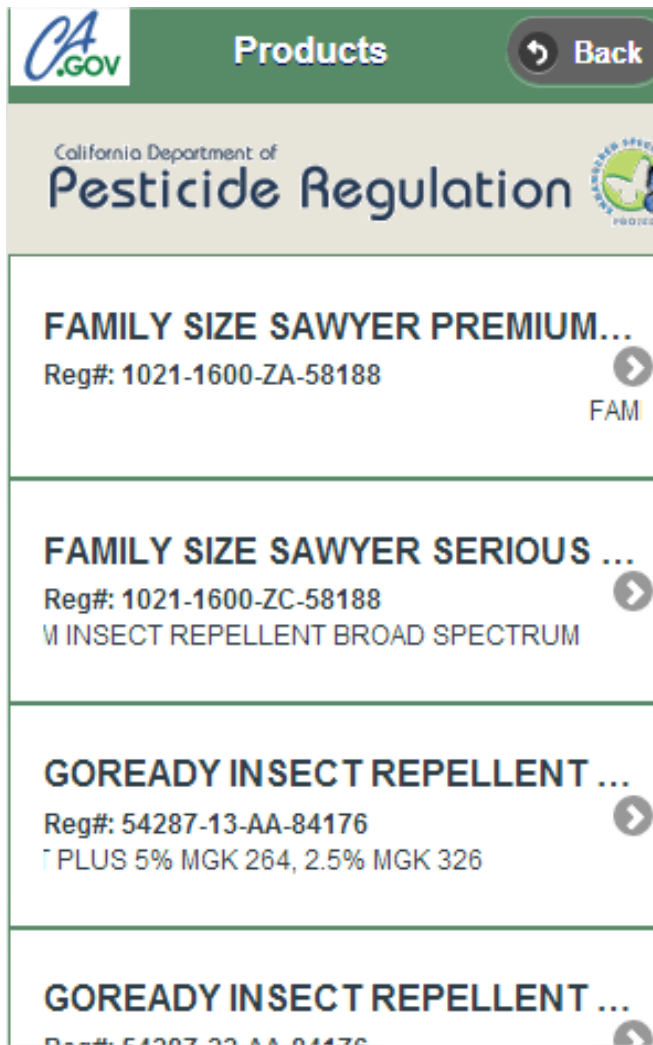 CA.GOV
Products
Back
California Department of
Pesticide Regulation
FAMILY SIZE SAWYER PREMIUM...
Reg#: 1021-1600-ZA-58188
FAM
FAMILY SIZE SAWYER SERIOUS ...
Reg#: 1021-1600-ZC-58188
M INSECT REPELLENT BROAD SPECTRUM
GOREADY INSECT REPELLENT ...
Reg#: 54287-13-AA-84176
T PLUS 5% MGK 264, 2.5% MGK 326
GOREADY INSECT REPELLENT ...